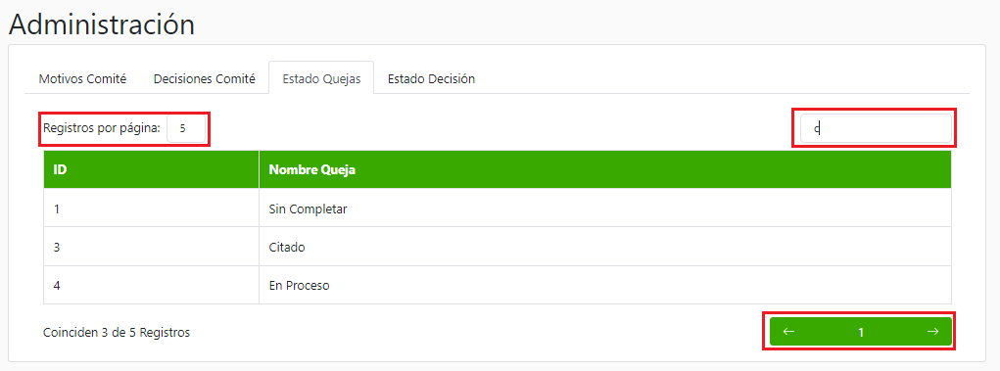 Administración
Motivos Comité Decisiones Comité Estado Quejas Estado Decisión
Registros por página: 5 c
ID Nombre Queja
1 Sin Completar
3 Citado
4 En Proceso
Coinciden 3 de 5 Registros ← 1 →